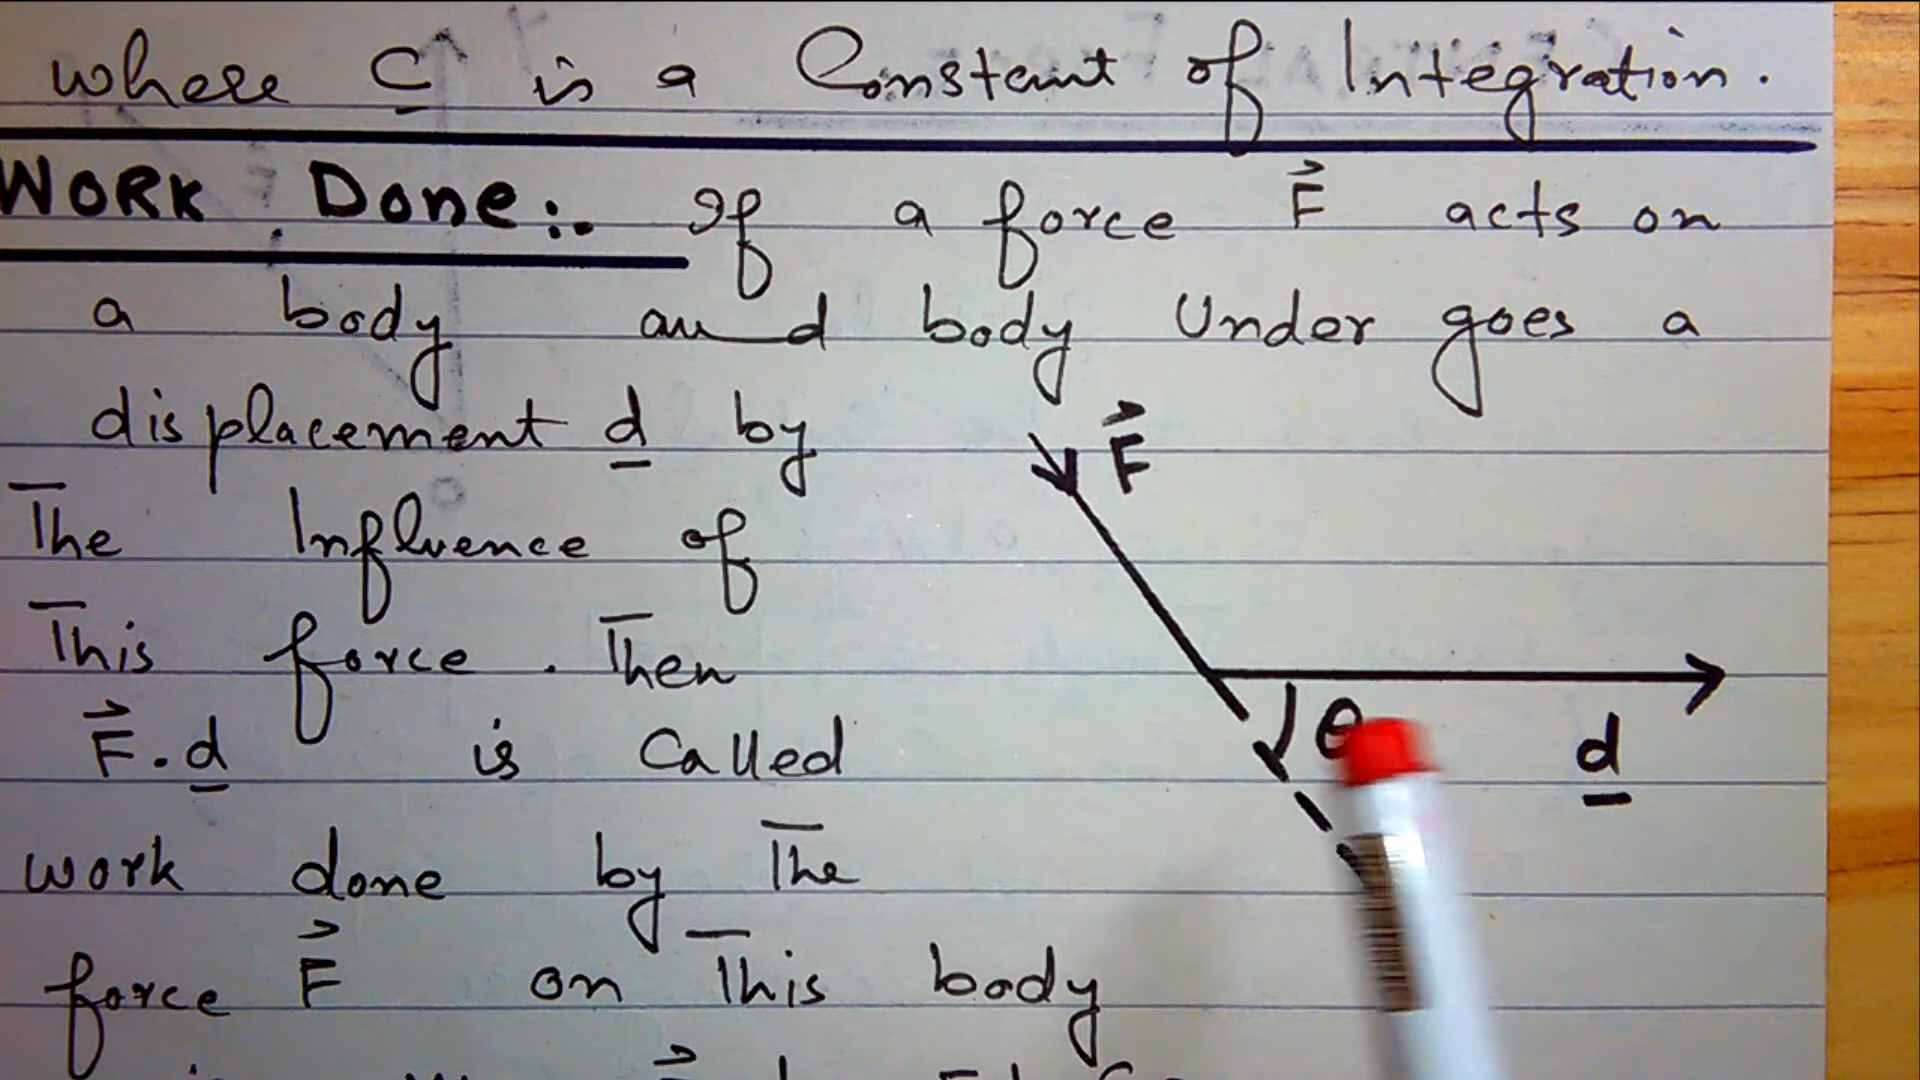 where c is a Constant of Integration.
WORK Done:. If a force F⃗ acts on
a body and body Under goes a
displacement d̲ by
The Influence of
This force. Then
F⃗.d̲ is Called
work done by The
force F⃗ on This body
F⃗
θ
d̲